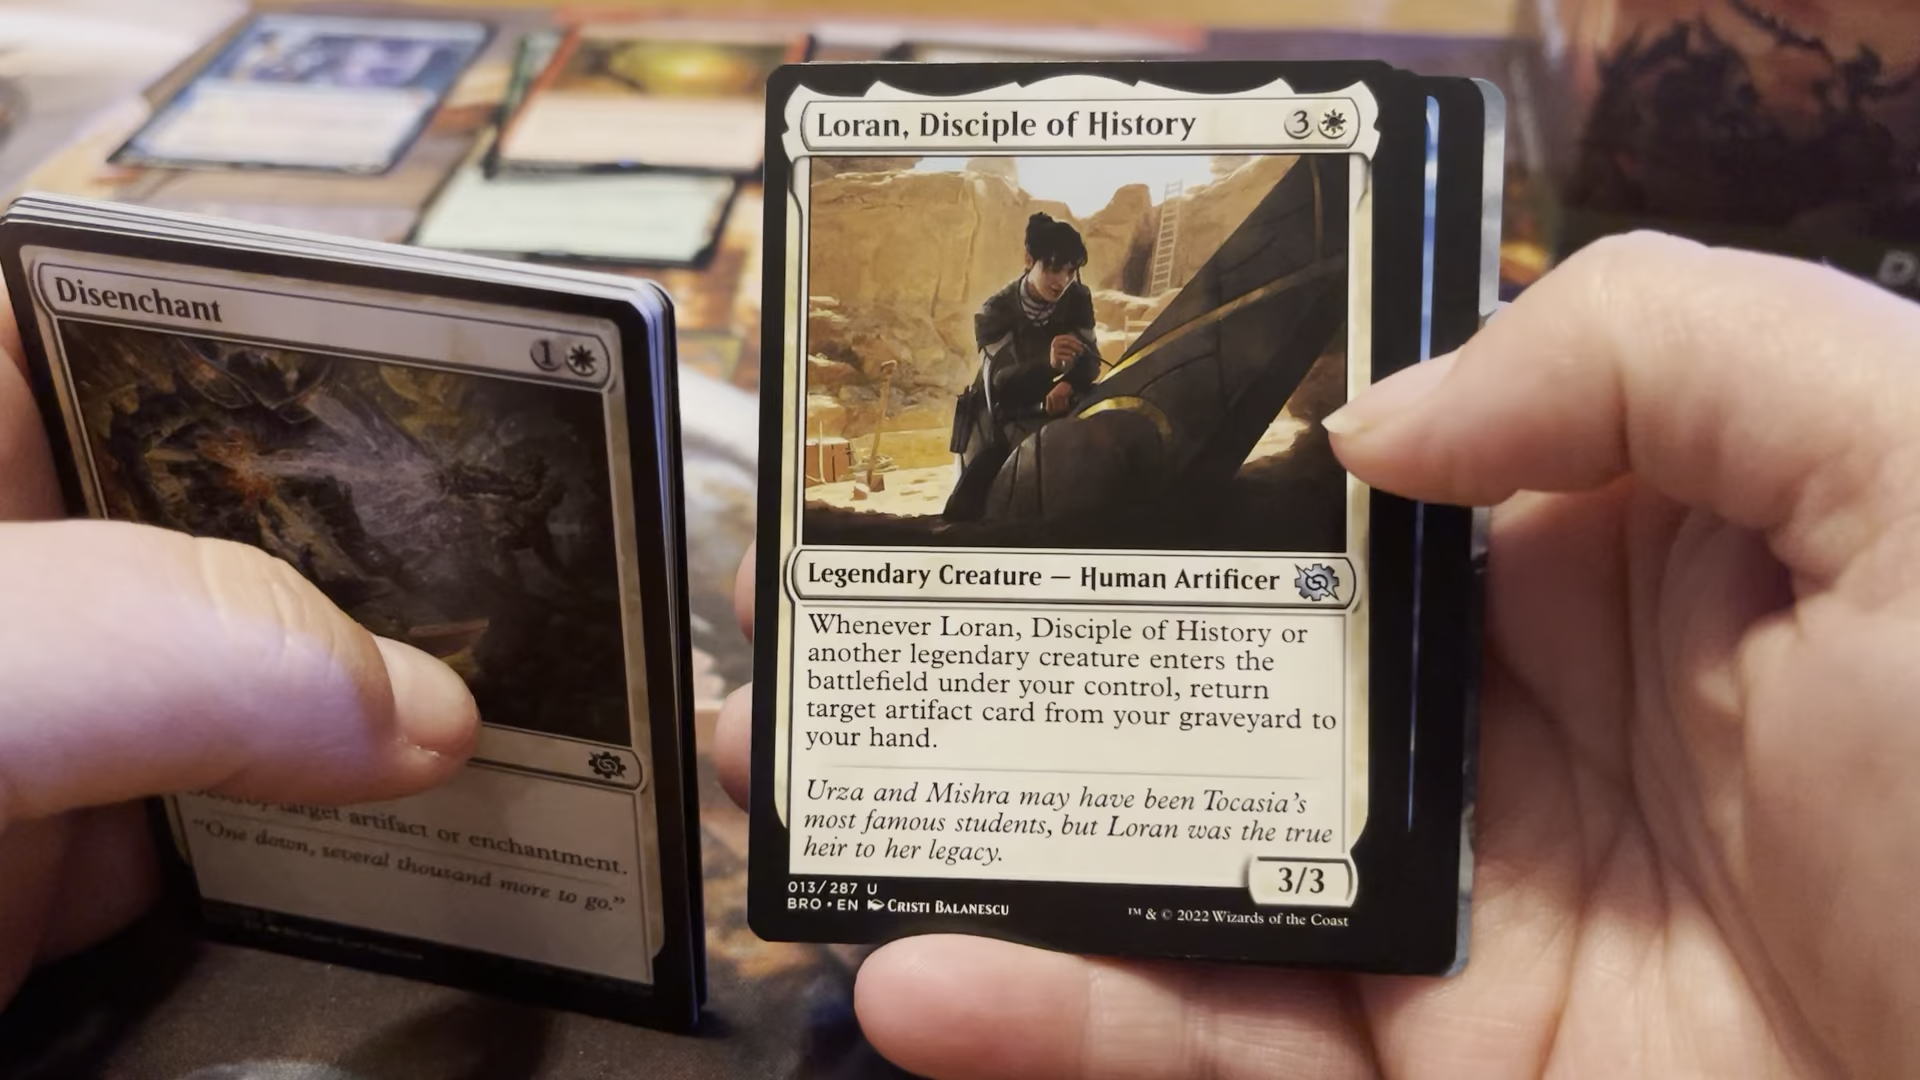 Disenchant
1
Destroy target artifact or enchantment.
"One down, several thousand more to go."
Loran, Disciple of History
3
Legendary Creature — Human Artificer
Whenever Loran, Disciple of History or
another legendary creature enters the
battlefield under your control, return
target artifact card from your graveyard to
your hand.
Urza and Mishra may have been Tocasia's
most famous students, but Loran was the true
heir to her legacy.
3/3
013/287 U
BRO • EN Cristi Balanescu
™ & © 2022 Wizards of the Coast